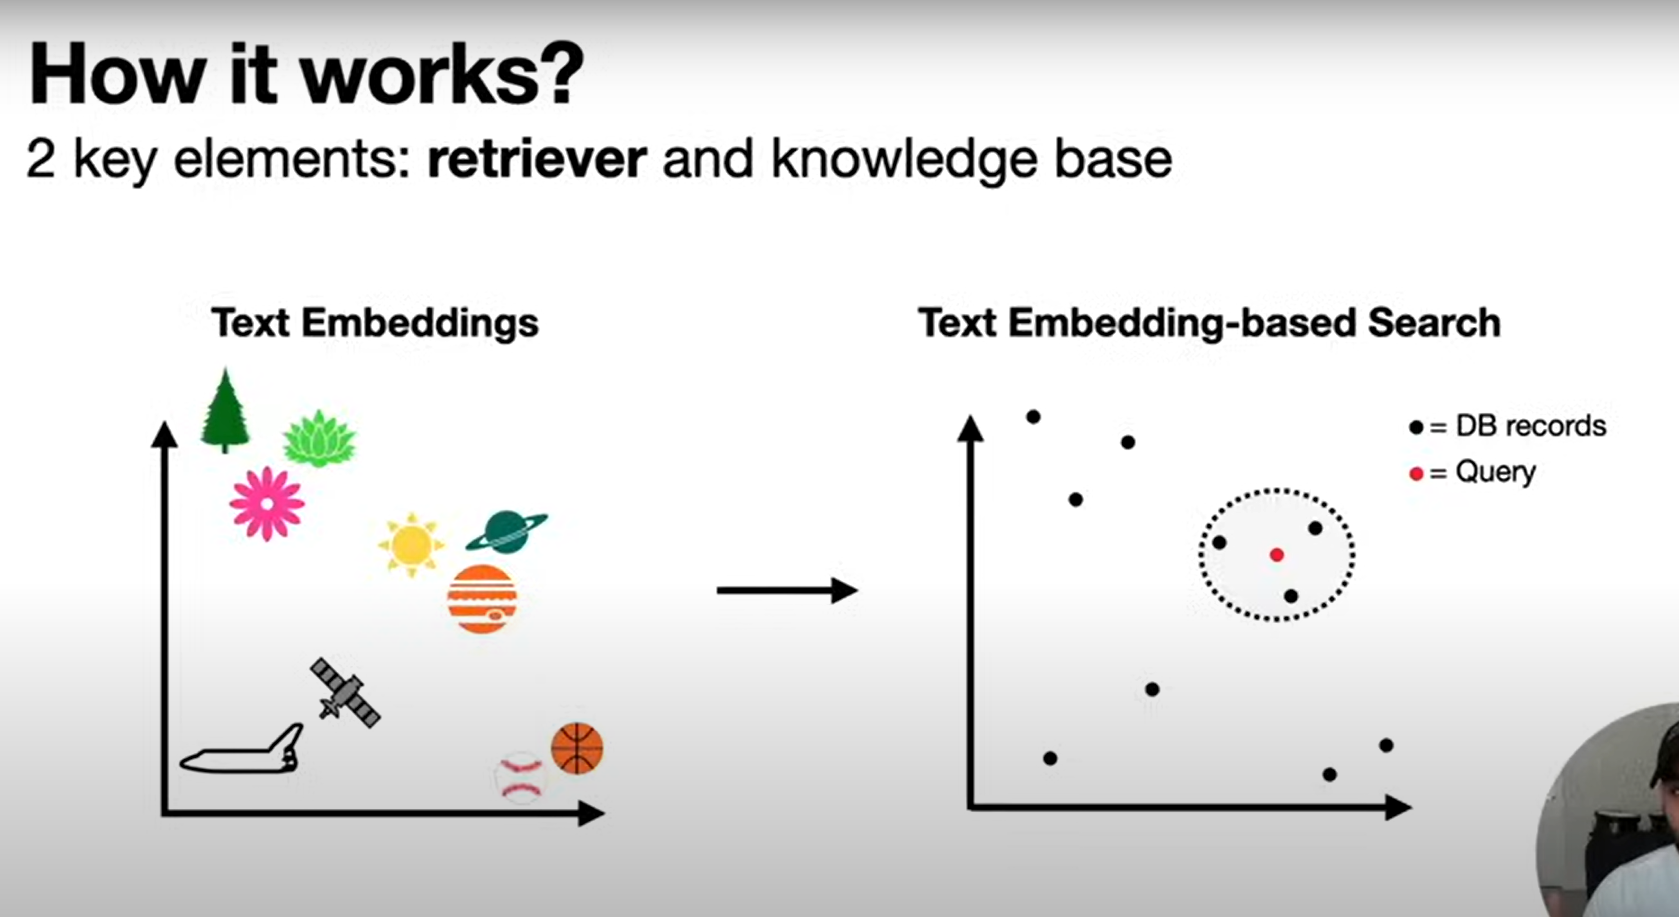 How it works?
2 key elements: retriever and knowledge base
Text Embeddings
Text Embedding-based Search
= DB records
= Query